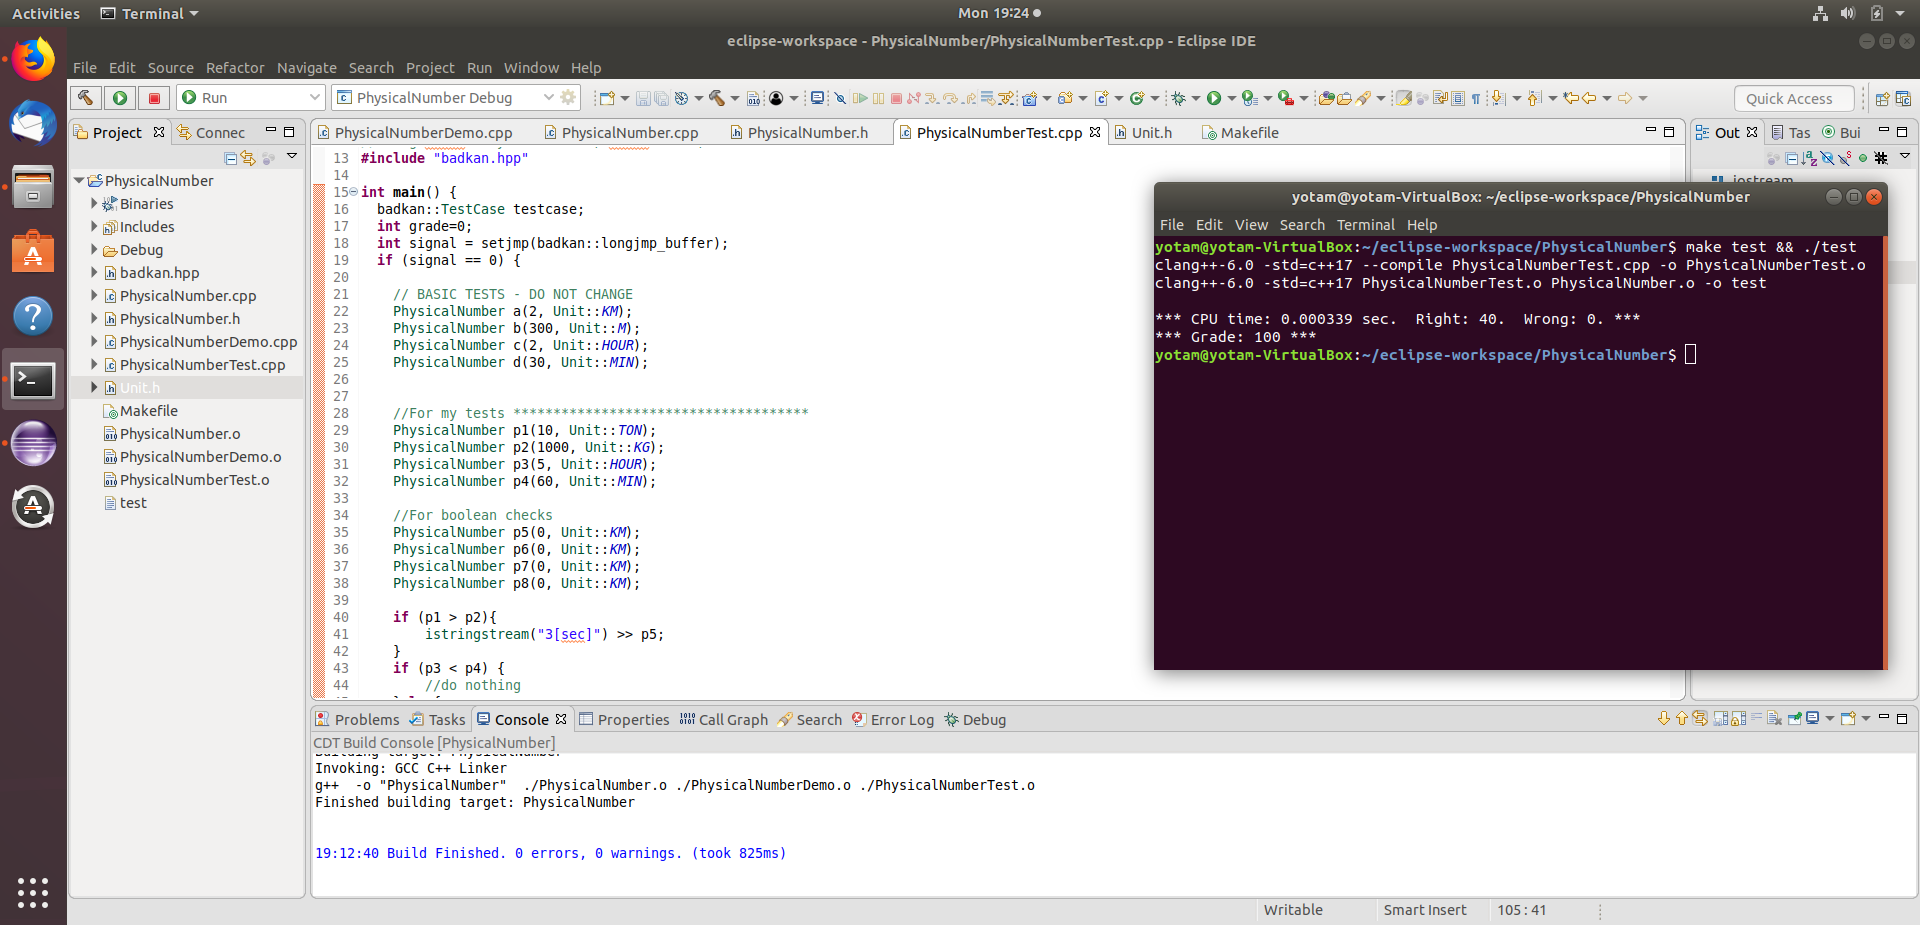 Activities Terminal Mon 19:24
eclipse-workspace - PhysicalNumber/PhysicalNumberTest.cpp - Eclipse IDE
File Edit Source Refactor Navigate Search Project Run Window Help
Run PhysicalNumber Debug Quick Access
Project Connec
PhysicalNumber
Binaries
Includes
Debug
badkan.hpp
PhysicalNumber.cpp
PhysicalNumber.h
PhysicalNumberDemo.cpp
PhysicalNumberTest.cpp
Unit.h
Makefile
PhysicalNumber.o
PhysicalNumberDemo.o
PhysicalNumberTest.o
test
PhysicalNumberDemo.cpp PhysicalNumber.cpp PhysicalNumber.h PhysicalNumberTest.cpp Unit.h Makefile
13 #include "badkan.hpp"
14
15 int main() {
16 badkan::TestCase testcase;
17 int grade=0;
18 int signal = setjmp(badkan::longjmp_buffer);
19 if (signal == 0) {
20
21 // BASIC TESTS - DO NOT CHANGE
22 PhysicalNumber a(2, Unit::KM);
23 PhysicalNumber b(300, Unit::M);
24 PhysicalNumber c(2, Unit::HOUR);
25 PhysicalNumber d(30, Unit::MIN);
26
27
28 //For my tests *************************************
29 PhysicalNumber p1(10, Unit::TON);
30 PhysicalNumber p2(1000, Unit::KG);
31 PhysicalNumber p3(5, Unit::HOUR);
32 PhysicalNumber p4(60, Unit::MIN);
33
34 //For boolean checks
35 PhysicalNumber p5(0, Unit::KM);
36 PhysicalNumber p6(0, Unit::KM);
37 PhysicalNumber p7(0, Unit::KM);
38 PhysicalNumber p8(0, Unit::KM);
39
40 if (p1 > p2){
41 istringstream("3[sec]") >> p5;
42 }
43 if (p3 < p4) {
44 //do nothing
Out Tas Bui
iostream
yotam@yotam-VirtualBox: ~/eclipse-workspace/PhysicalNumber
File Edit View Search Terminal Help
yotam@yotam-VirtualBox:~/eclipse-workspace/PhysicalNumber$ make test && ./test
clang++-6.0 -std=c++17 --compile PhysicalNumberTest.cpp -o PhysicalNumberTest.o
clang++-6.0 -std=c++17 PhysicalNumberTest.o PhysicalNumber.o -o test
*** CPU time: 0.000339 sec.  Right: 40.  Wrong: 0. ***
*** Grade: 100 ***
yotam@yotam-VirtualBox:~/eclipse-workspace/PhysicalNumber$
Problems Tasks Console Properties Call Graph Search Error Log Debug
CDT Build Console [PhysicalNumber]
Building target: PhysicalNumber
Invoking: GCC C++ Linker
g++  -o "PhysicalNumber"  ./PhysicalNumber.o ./PhysicalNumberDemo.o ./PhysicalNumberTest.o
Finished building target: PhysicalNumber
19:12:40 Build Finished. 0 errors, 0 warnings. (took 825ms)
Writable Smart Insert 105 : 41